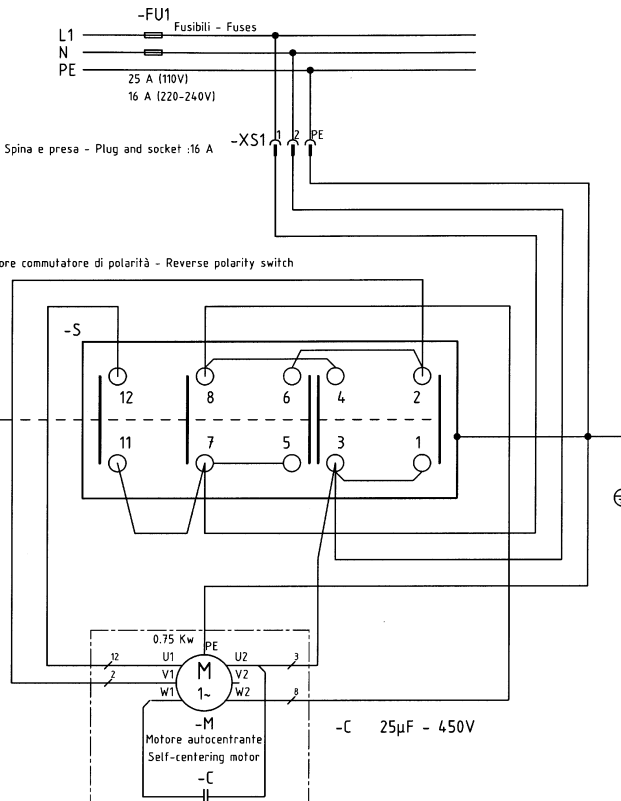 -FU1
Fusibili - Fuses
L1
N
PE
25 A (110V)
16 A (220-240V)
Spina e presa - Plug and socket :16 A
-XS1 1 2 PE
ore commutatore di polarità - Reverse polarity switch
-S
12 8 6 4 2
11 7 5 3 1
0.75 Kw
PE
12 U1 U2 3
2 V1 M V2
W1 1~ W2 8
-M
-C 25µF - 450V
Motore autocentrante
Self-centering motor
-C